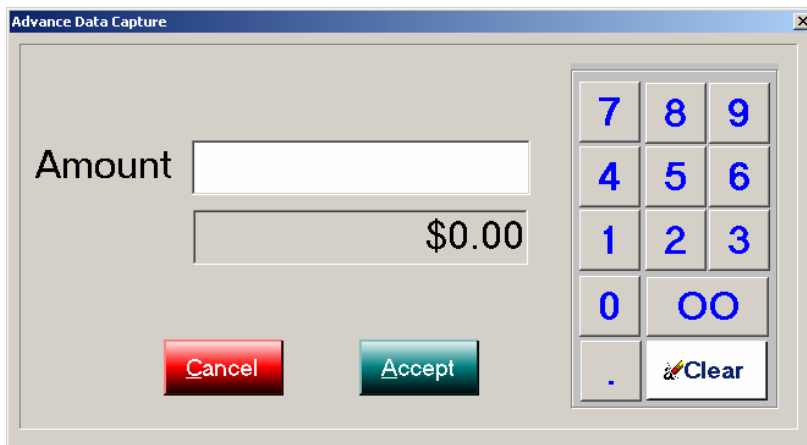 Advance Data Capture
Amount
$0.00
Cancel
Accept
7 8 9
4 5 6
1 2 3
0 00
. Clear